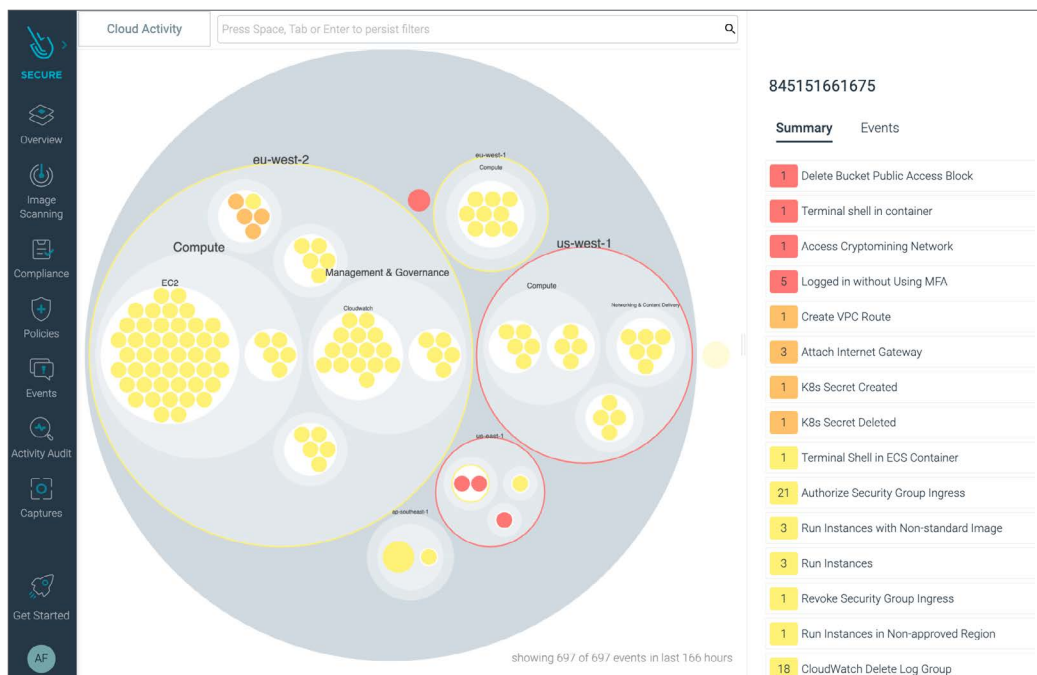 SECURE
Overview
Image
Scanning
Compliance
Policies
Events
Activity Audit
Captures
Get Started
AF
Cloud Activity
Press Space, Tab or Enter to persist filters
eu-west-2
Compute
EC2
Management & Governance
Cloudwatch
eu-west-1
Compute
us-west-1
Compute
Networking & Content Delivery
us-east-1
ap-southeast-1
showing 697 of 697 events in last 166 hours
845151661675
Summary Events
1 Delete Bucket Public Access Block
1 Terminal shell in container
1 Access Cryptomining Network
5 Logged in without Using MFA
1 Create VPC Route
3 Attach Internet Gateway
1 K8s Secret Created
1 K8s Secret Deleted
1 Terminal Shell in ECS Container
21 Authorize Security Group Ingress
3 Run Instances with Non-standard Image
3 Run Instances
1 Revoke Security Group Ingress
1 Run Instances in Non-approved Region
18 CloudWatch Delete Log Group